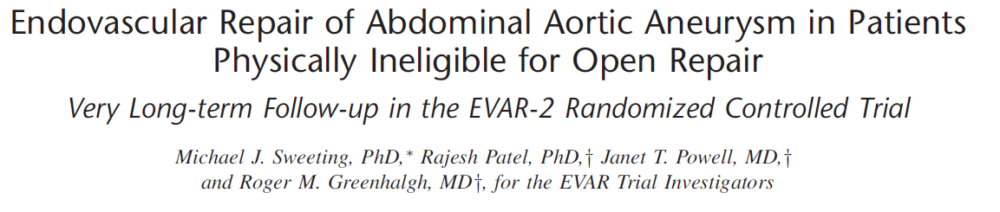 Endovascular Repair of Abdominal Aortic Aneurysm in Patients
Physically Ineligible for Open Repair
Very Long-term Follow-up in the EVAR-2 Randomized Controlled Trial
Michael J. Sweeting, PhD,* Rajesh Patel, PhD,† Janet T. Powell, MD,†
and Roger M. Greenhalgh, MD†, for the EVAR Trial Investigators